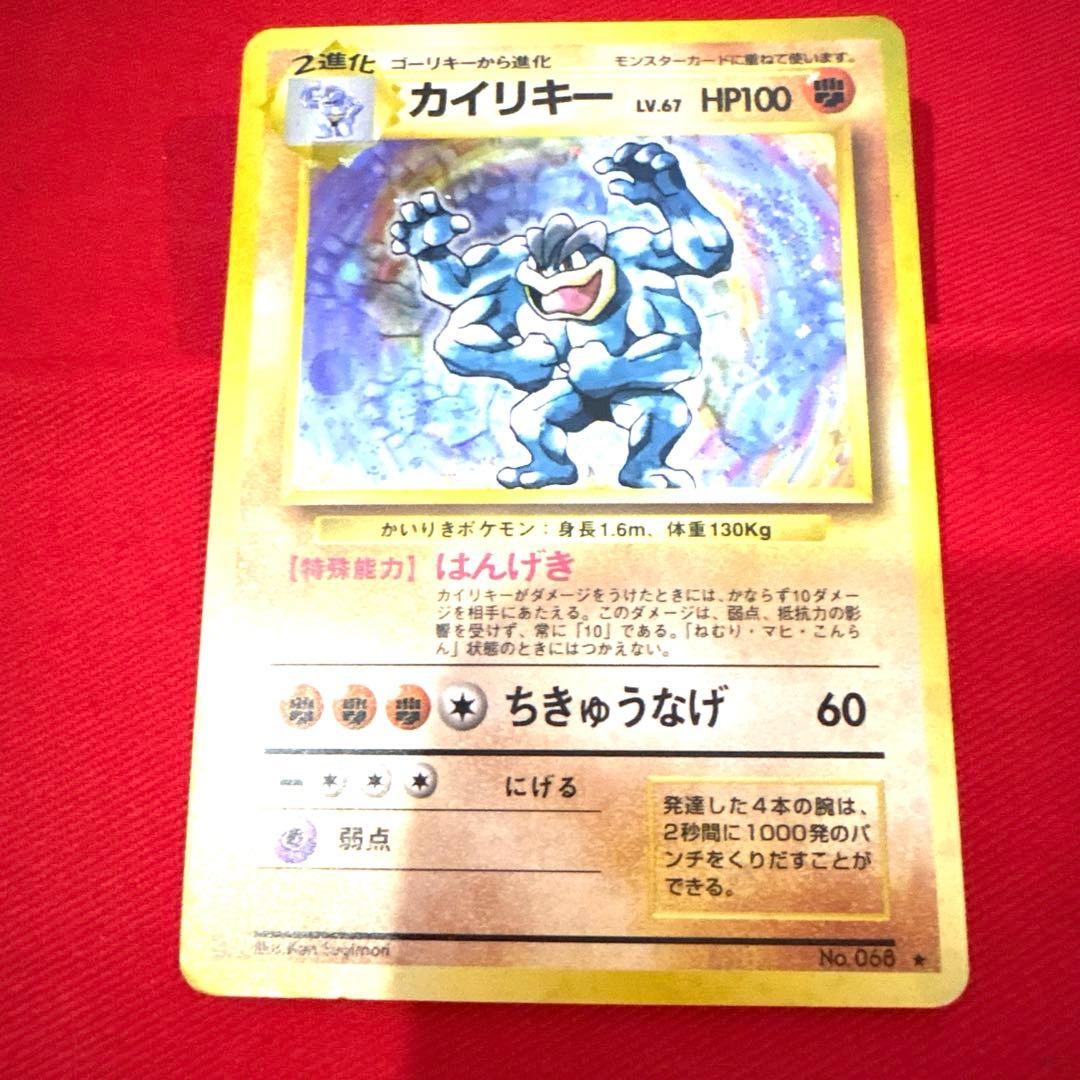 2進化 ゴーリキーから進化 モンスターカードに重ねて使います。
カイリキー LV.67 HP100
かいりきポケモン：身長1.6m、体重130Kg
【特殊能力】 はんげき
カイリキーがダメージをうけたときには、かならず10ダメー
ジを相手にあたえる。このダメージは、弱点、抵抗力の影
響を受けず、常に「10」である。「ねむり・マヒ・こんら
ん」状態のときにはつかえない。
ちきゅうなげ 60
にげる
弱点
発達した4本の腕は、
2秒間に1000発のパ
ンチをくりだすことが
できる。
Illus. Ken Sugimori No. 068 ★